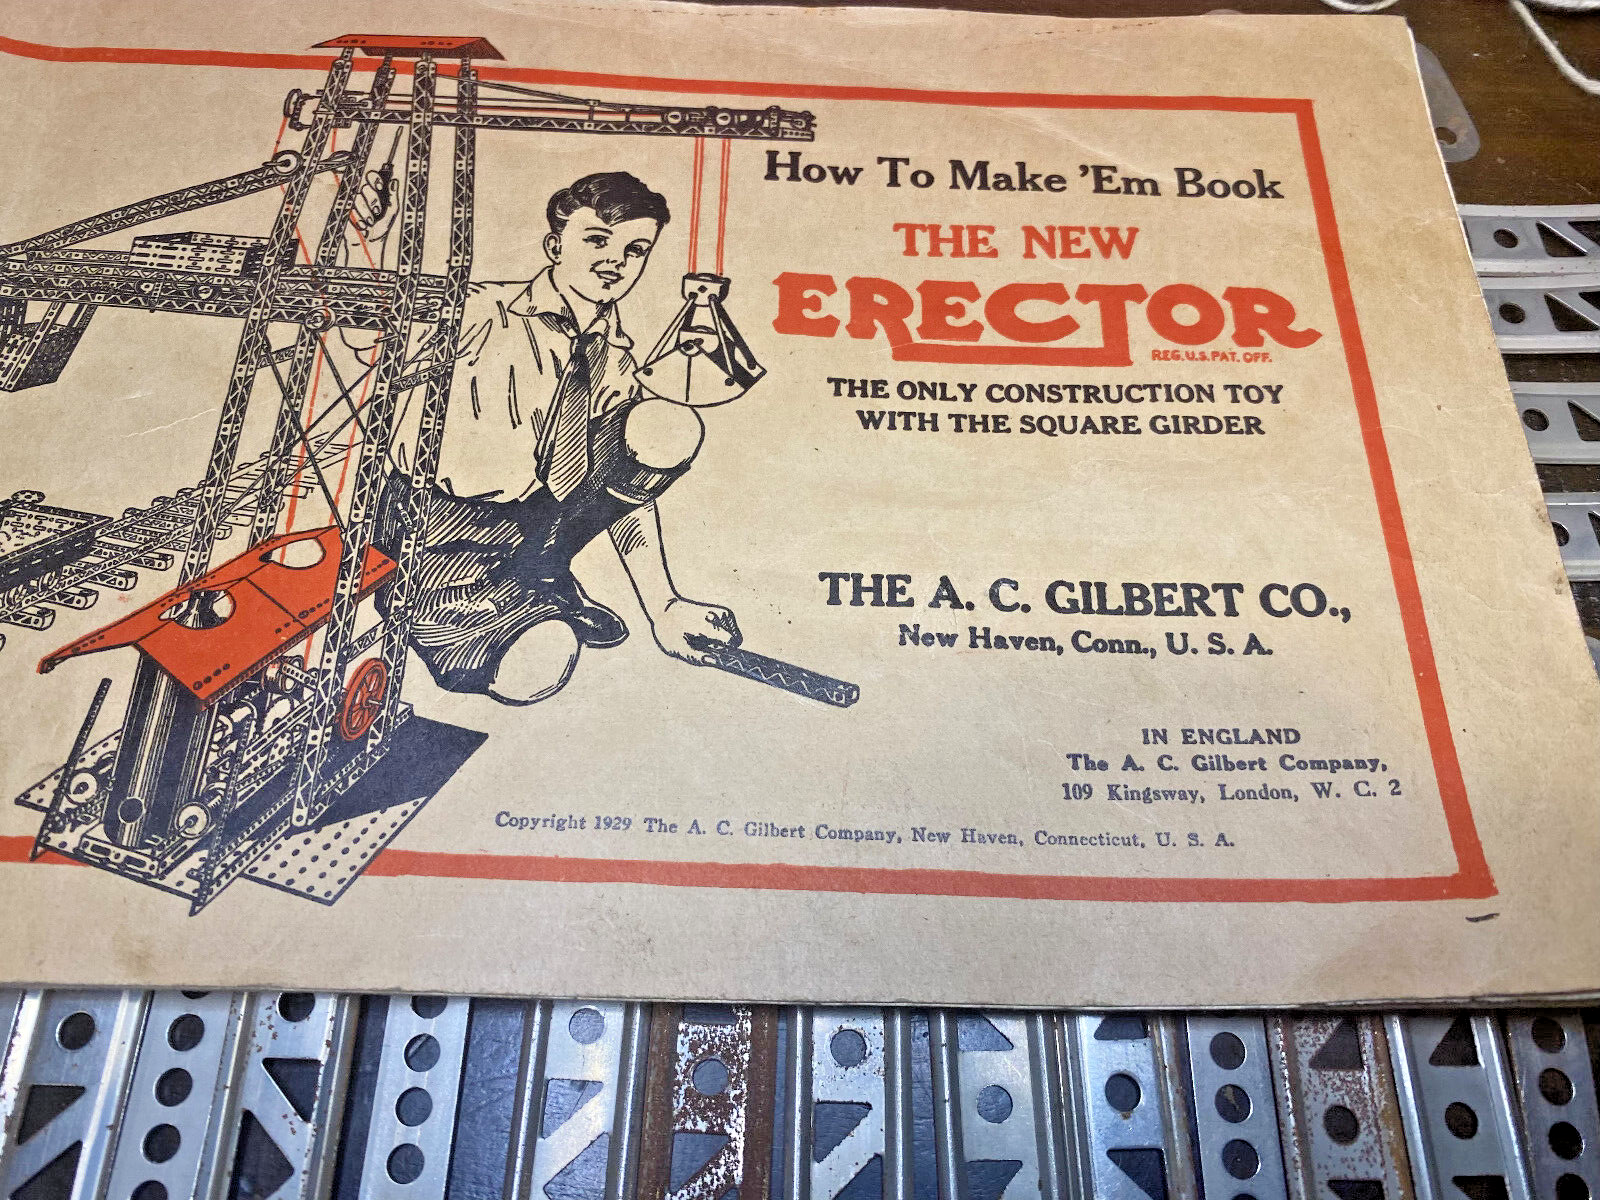 How To Make 'Em Book
THE NEW
ERECTOR
REG. U.S. PAT. OFF.
THE ONLY CONSTRUCTION TOY
WITH THE SQUARE GIRDER
THE A. C. GILBERT CO.,
New Haven, Conn., U. S. A.
IN ENGLAND
The A. C. Gilbert Company,
109 Kingsway, London, W. C. 2
Copyright 1929 The A. C. Gilbert Company, New Haven, Connecticut, U. S. A.